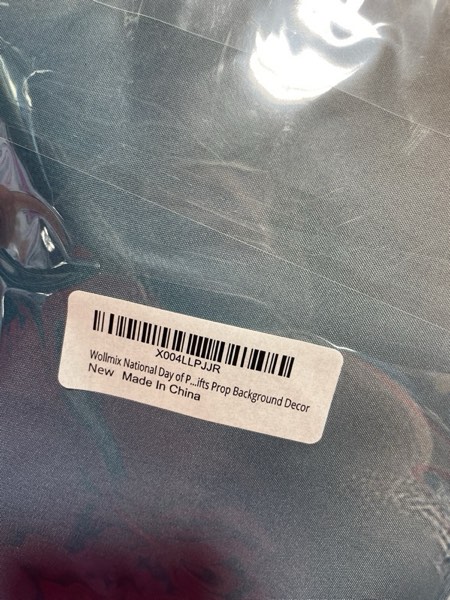 X004LLPJJR
Wollmix National Day of P...ifts Prop Background Decor
New Made In China